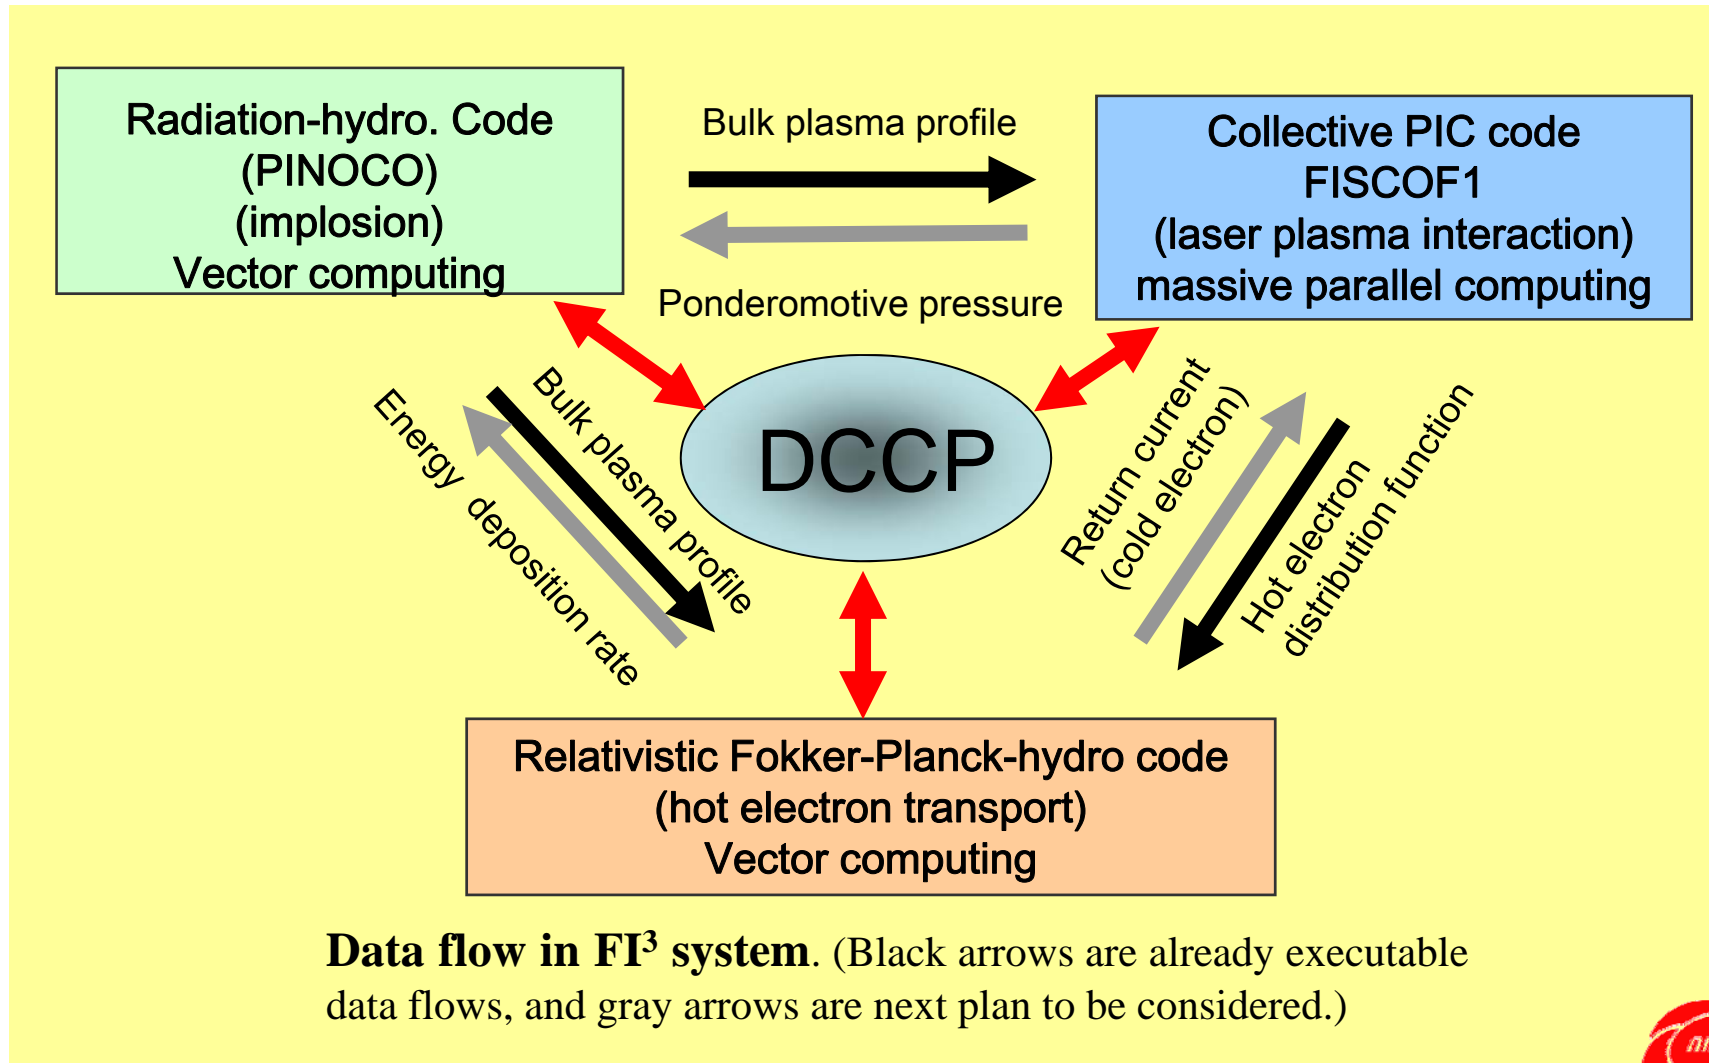 Radiation-hydro. Code
(PINOCO)
(implosion)
Vector computing
Bulk plasma profile
Ponderomotive pressure
Collective PIC code
FISCOF1
(laser plasma interaction)
massive parallel computing
Energy deposition rate
Bulk plasma profile
DCCP
Return current
(cold electron)
Hot electron
distribution function
Relativistic Fokker-Planck-hydro code
(hot electron transport)
Vector computing
Data flow in FI³ system. (Black arrows are already executable
data flows, and gray arrows are next plan to be considered.)